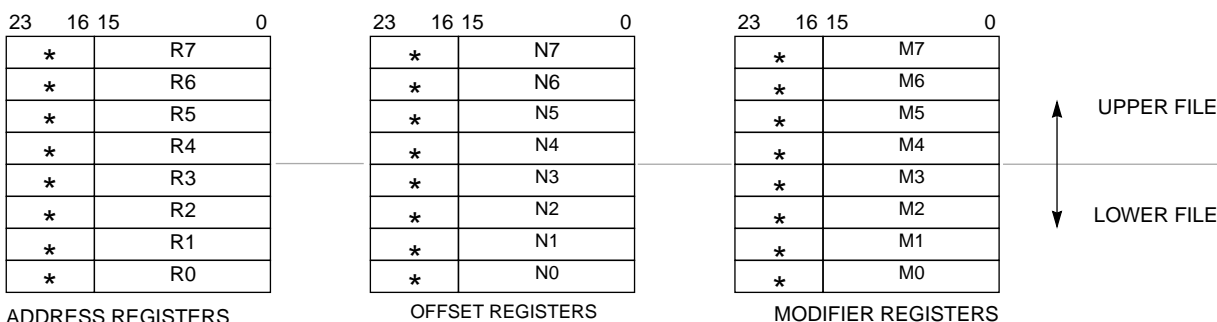 23 16 15 0 23 16 15 0 23 16 15 0
* R7 * N7 * M7
* R6 * N6 * M6
* R5 * N5 * M5 UPPER FILE
* R4 * N4 * M4
* R3 * N3 * M3
* R2 * N2 * M2 LOWER FILE
* R1 * N1 * M1
* R0 * N0 * M0
ADDRESS REGISTERS OFFSET REGISTERS MODIFIER REGISTERS